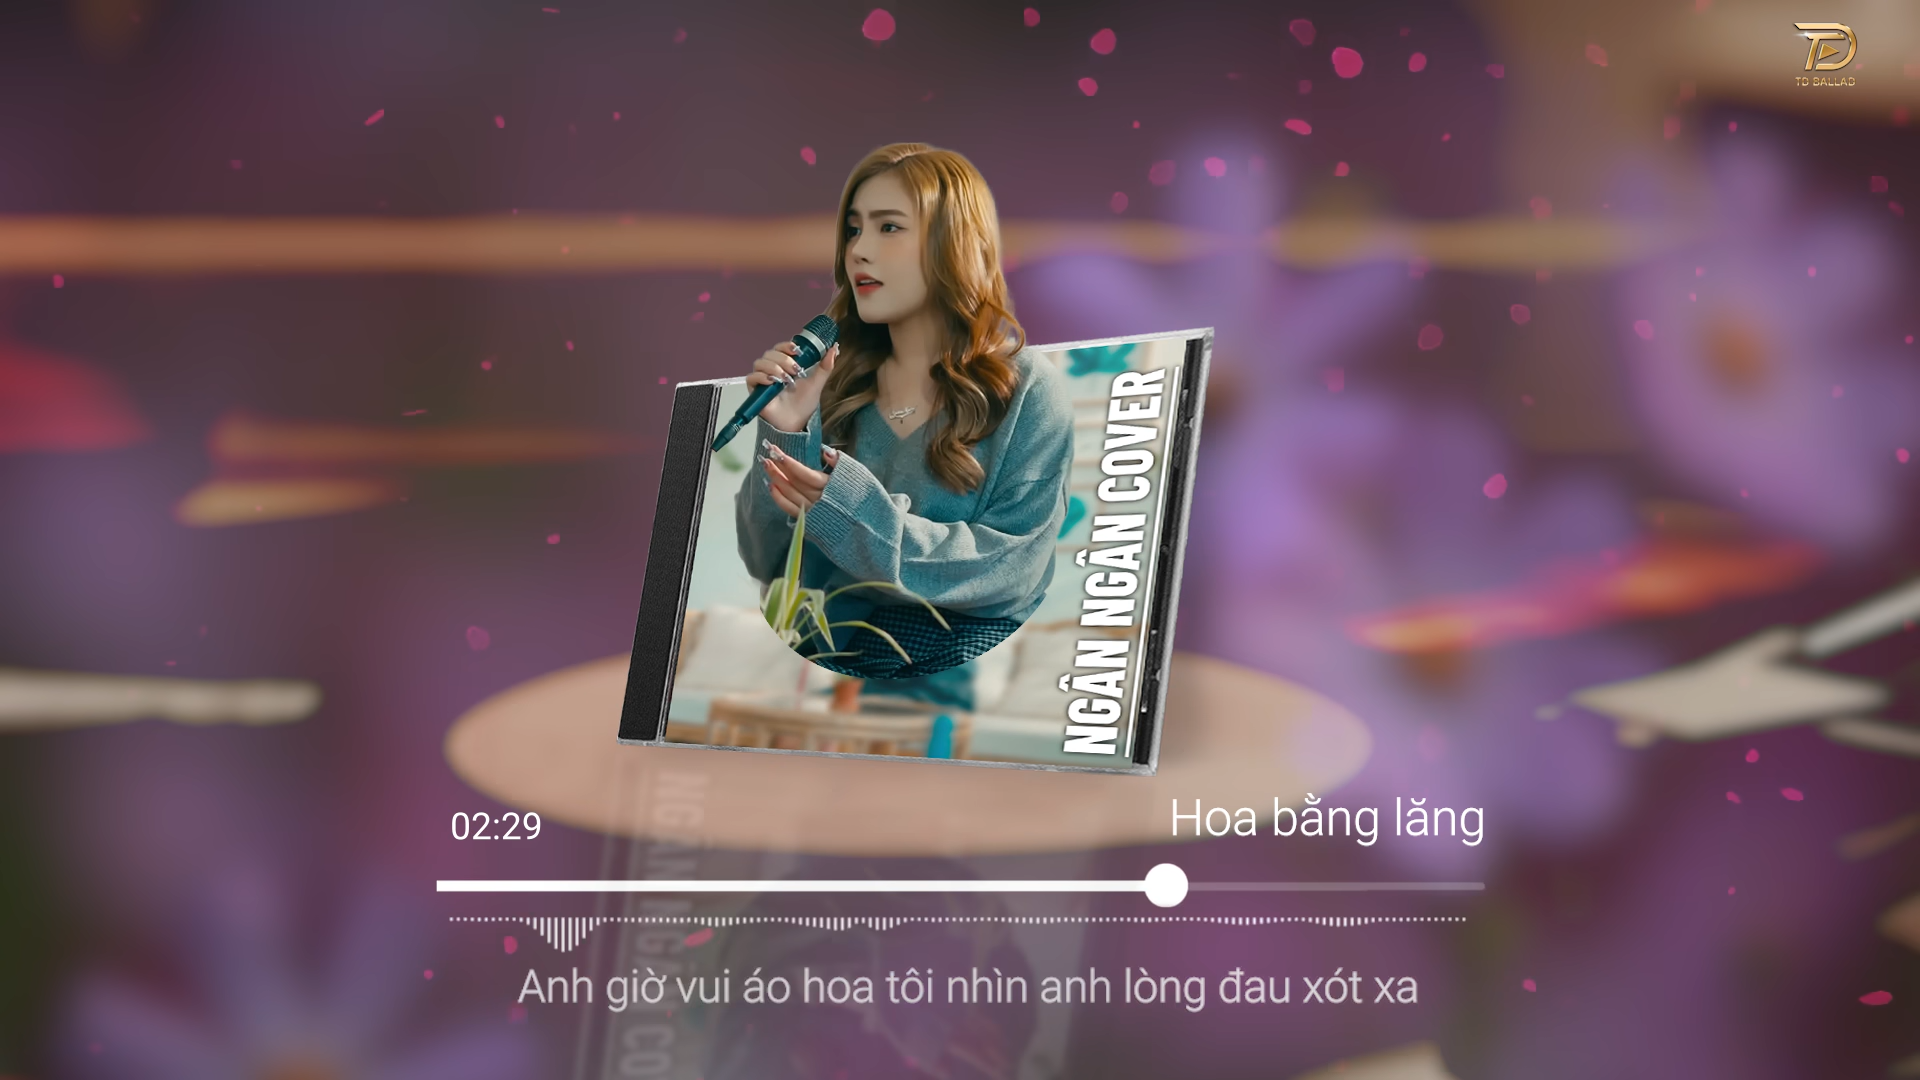 TD BALLAD
NGÂN NGÂN COVER
02:29
Hoa bằng lăng
Anh giờ vui áo hoa tôi nhìn anh lòng đau xót xa